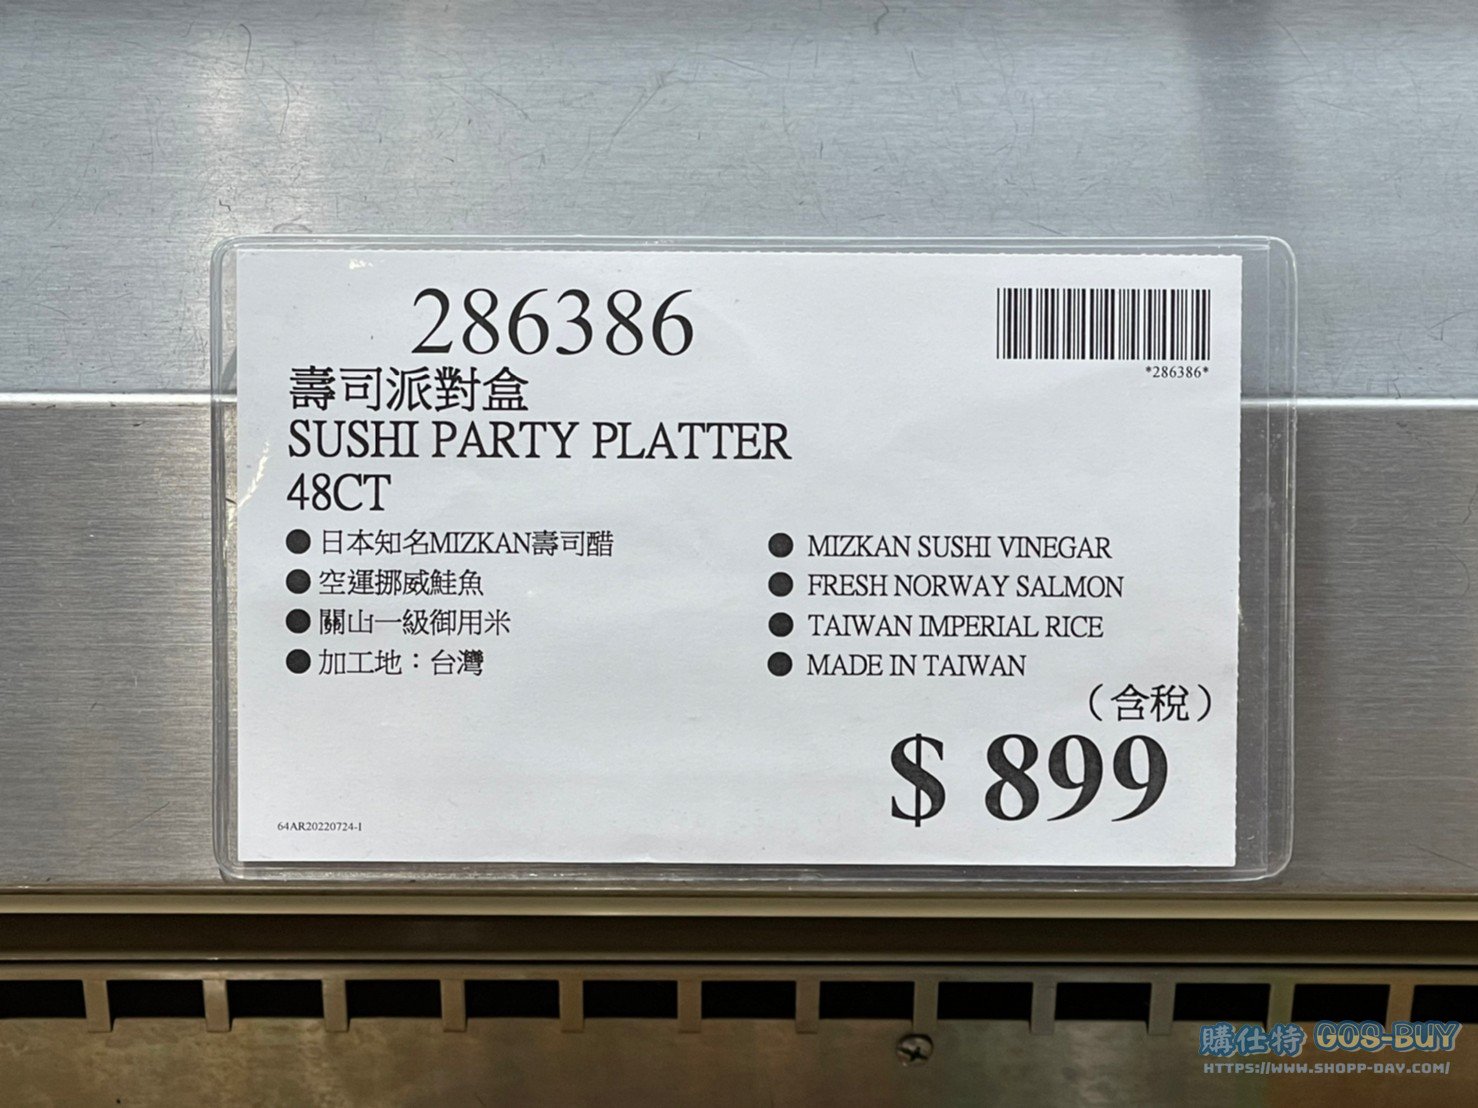 286386
*286386*
壽司派對盒
SUSHI PARTY PLATTER
48CT
●日本知名MIZKAN壽司醋
●空運挪威鮭魚
●關山一級御用米
●加工地：台灣
● MIZKAN SUSHI VINEGAR
● FRESH NORWAY SALMON
● TAIWAN IMPERIAL RICE
● MADE IN TAIWAN
（含稅）
$ 899
64AR20220724-1
購仕特 GOS-BUY
HTTPS://WWW.SHOPP-DAY.COM/